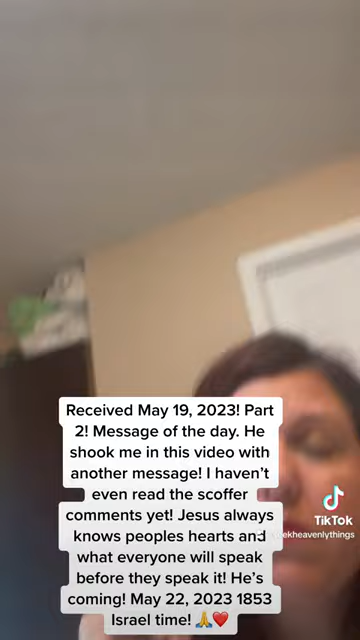 Received May 19, 2023! Part
2! Message of the day. He
shook me in this video with
another message! I haven't
even read the scoffer
comments yet! Jesus always
knows peoples hearts and
what everyone will speak
before they speak it! He's
coming! May 22, 2023 1853
Israel time! 🙏❤️
TikTok
ekheavenlythings